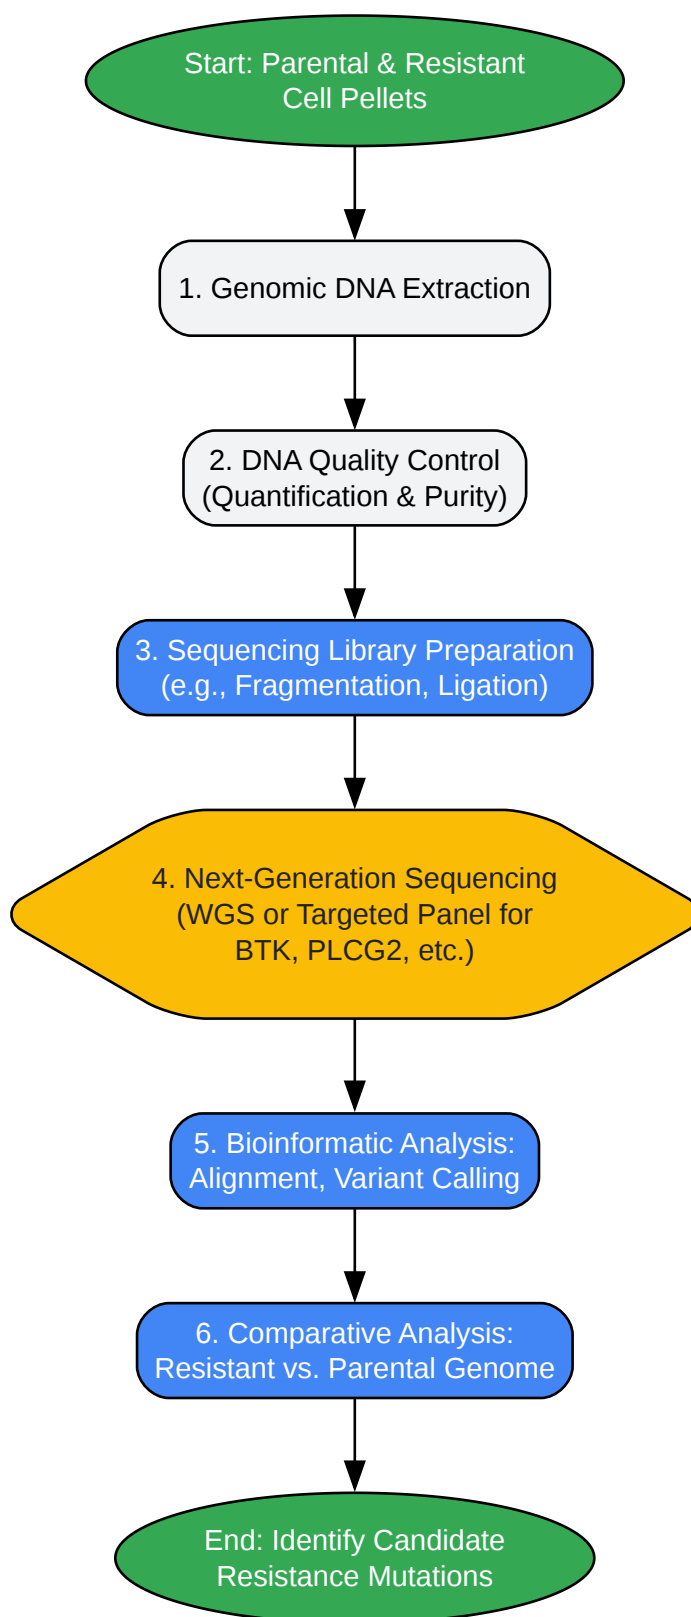 Start: Parental & Resistant
Cell Pellets
1. Genomic DNA Extraction
2. DNA Quality Control
(Quantification & Purity)
3. Sequencing Library Preparation
(e.g., Fragmentation, Ligation)
4. Next-Generation Sequencing
(WGS or Targeted Panel for
BTK, PLCG2, etc.)
5. Bioinformatic Analysis:
Alignment, Variant Calling
6. Comparative Analysis:
Resistant vs. Parental Genome
End: Identify Candidate
Resistance Mutations